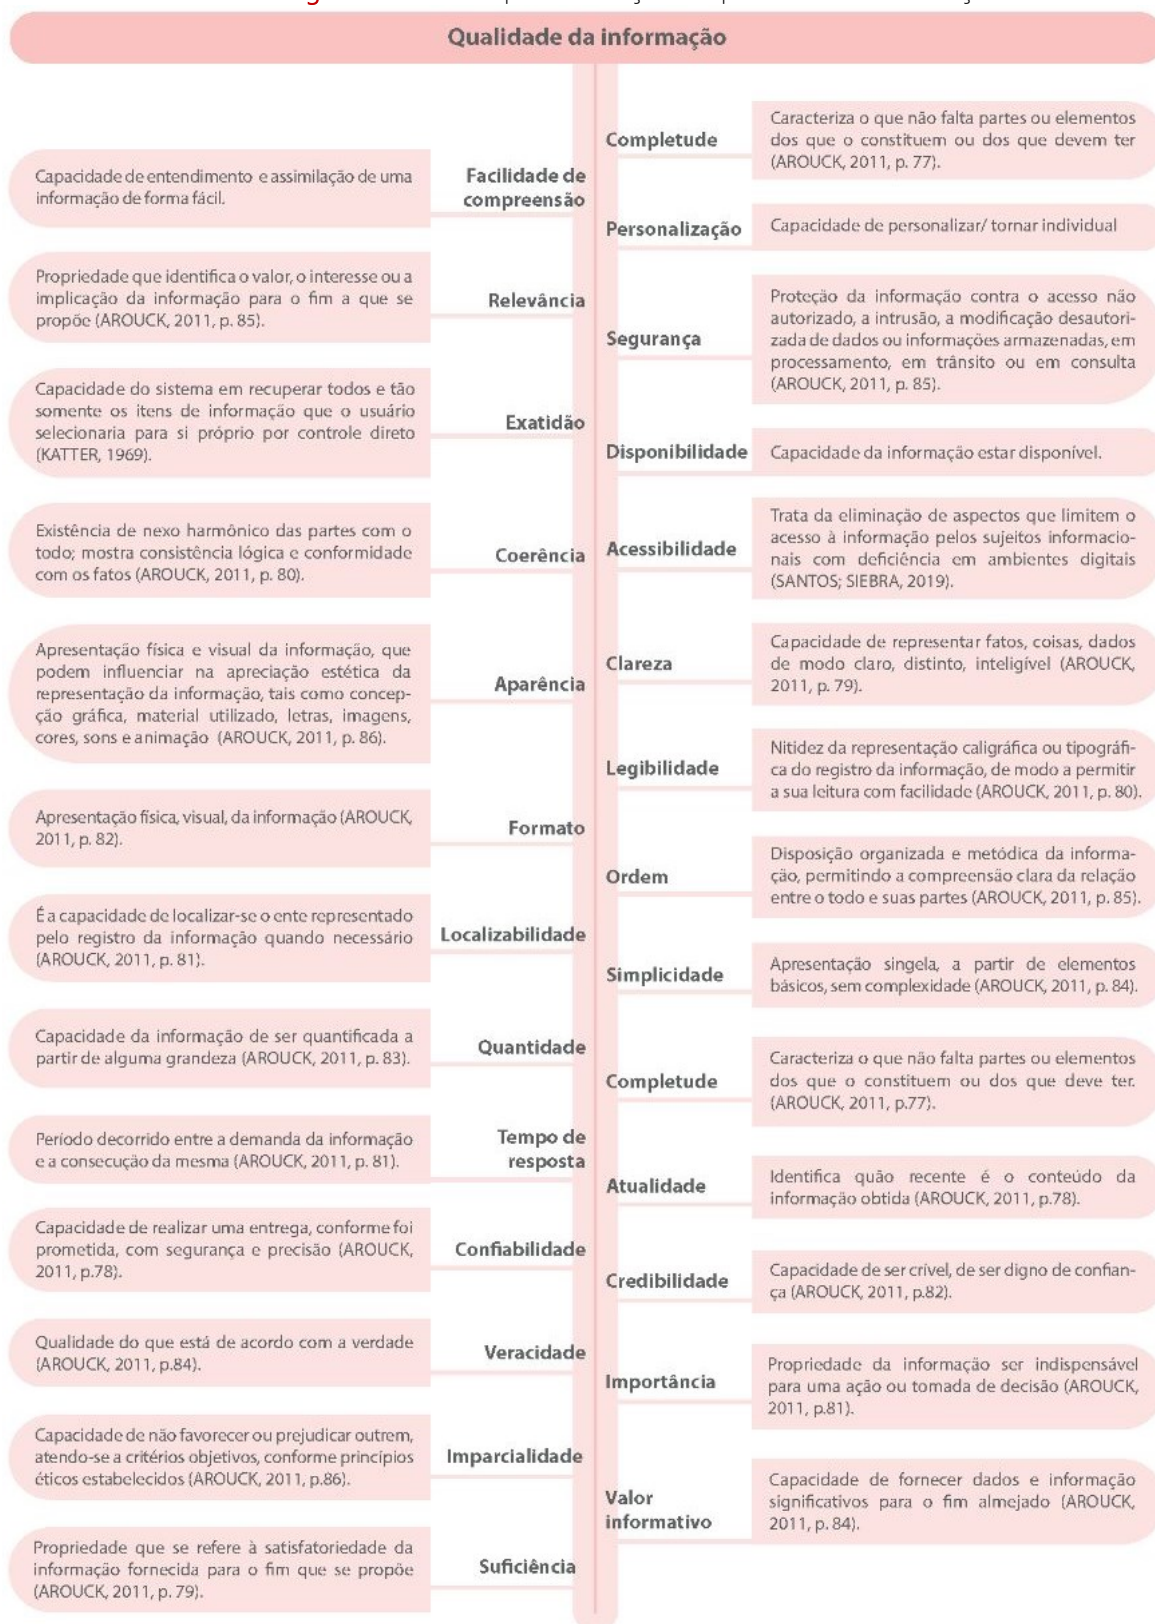 Qualidade da informação
Facilidade de
compreensão
Capacidade de entendimento e assimilação de uma
informação de forma fácil.
Relevância
Propriedade que identifica o valor, o interesse ou a
implicação da informação para o fim a que se
propõe (AROUCK, 2011, p. 85).
Exatidão
Capacidade do sistema em recuperar todos e tão
somente os itens de informação que o usuário
selecionaria para si próprio por controle direto
(KATTER, 1969).
Coerência
Existência de nexo harmônico das partes com o
todo; mostra consistência lógica e conformidade
com os fatos (AROUCK, 2011, p. 80).
Aparência
Apresentação física e visual da informação, que
podem influenciar na apreciação estética da
representação da informação, tais como concep-
ção gráfica, material utilizado, letras, imagens,
cores, sons e animação (AROUCK, 2011, p. 86).
Formato
Apresentação física, visual, da informação (AROUCK,
2011, p. 82).
Localizabilidade
É a capacidade de localizar-se o ente representado
pelo registro da informação quando necessário
(AROUCK, 2011, p. 81).
Quantidade
Capacidade da informação de ser quantificada a
partir de alguma grandeza (AROUCK, 2011, p. 83).
Tempo de
resposta
Período decorrido entre a demanda da informação
e a consecução da mesma (AROUCK, 2011, p. 81).
Confiabilidade
Capacidade de realizar uma entrega, conforme foi
prometida, com segurança e precisão (AROUCK,
2011, p.78).
Veracidade
Qualidade do que está de acordo com a verdade
(AROUCK, 2011, p.84).
Imparcialidade
Capacidade de não favorecer ou prejudicar outrem,
atendo-se a critérios objetivos, conforme princípios
éticos estabelecidos (AROUCK, 2011, p.86).
Suficiência
Propriedade que se refere à satisfatoriedade da
informação fornecida para o fim que se propõe
(AROUCK, 2011, p. 79).
Completude
Caracteriza o que não falta partes ou elementos
dos que o constituem ou dos que devem ter
(AROUCK, 2011, p. 77).
Personalização
Capacidade de personalizar/ tornar individual
Segurança
Proteção da informação contra o acesso não
autorizado, a intrusão, a modificação desautori-
zada de dados ou informações armazenadas, em
processamento, em trânsito ou em consulta
(AROUCK, 2011, p. 85).
Disponibilidade
Capacidade da informação estar disponível.
Acessibilidade
Trata da eliminação de aspectos que limitem o
acesso à informação pelos sujeitos informacio-
nais com deficiência em ambientes digitais
(SANTOS; SIEBRA, 2019).
Clareza
Capacidade de representar fatos, coisas, dados
de modo claro, distinto, inteligível (AROUCK,
2011, p. 79).
Legibilidade
Nitidez da representação caligráfica ou tipográfi-
ca do registro da informação, de modo a permitir
a sua leitura com facilidade (AROUCK, 2011, p. 80).
Ordem
Disposição organizada e metódica da informa-
ção, permitindo a compreensão clara da relação
entre o todo e suas partes (AROUCK, 2011, p. 85).
Simplicidade
Apresentação singela, a partir de elementos
básicos, sem complexidade (AROUCK, 2011, p. 84).
Completude
Caracteriza o que não falta partes ou elementos
dos que o constituem ou dos que deve ter.
(AROUCK, 2011, p.77).
Atualidade
Identifica quão recente é o conteúdo da
informação obtida (AROUCK, 2011, p.78).
Credibilidade
Capacidade de ser crível, de ser digno de confian-
ça (AROUCK, 2011, p.82).
Importância
Propriedade da informação ser indispensável
para uma ação ou tomada de decisão (AROUCK,
2011, p.81).
Valor
informativo
Capacidade de fornecer dados e informação
significativos para o fim almejado (AROUCK,
2011, p. 84).